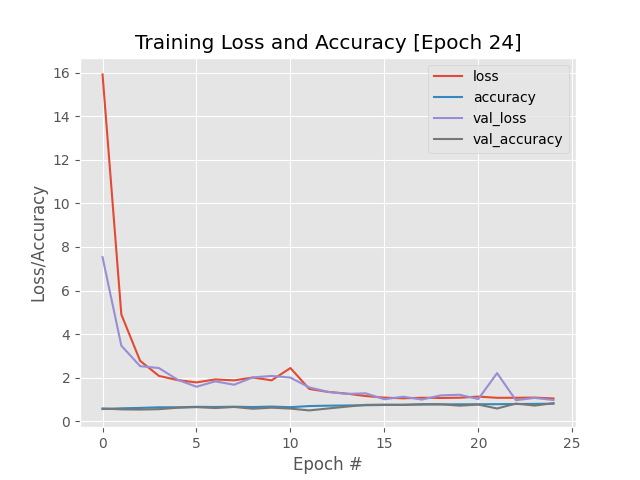 Training Loss and Accuracy [Epoch 24]
loss
accuracy
val_loss
val_accuracy
Loss/Accuracy
16
14
12
10
8
6
4
2
0
0 5 10 15 20 25
Epoch #